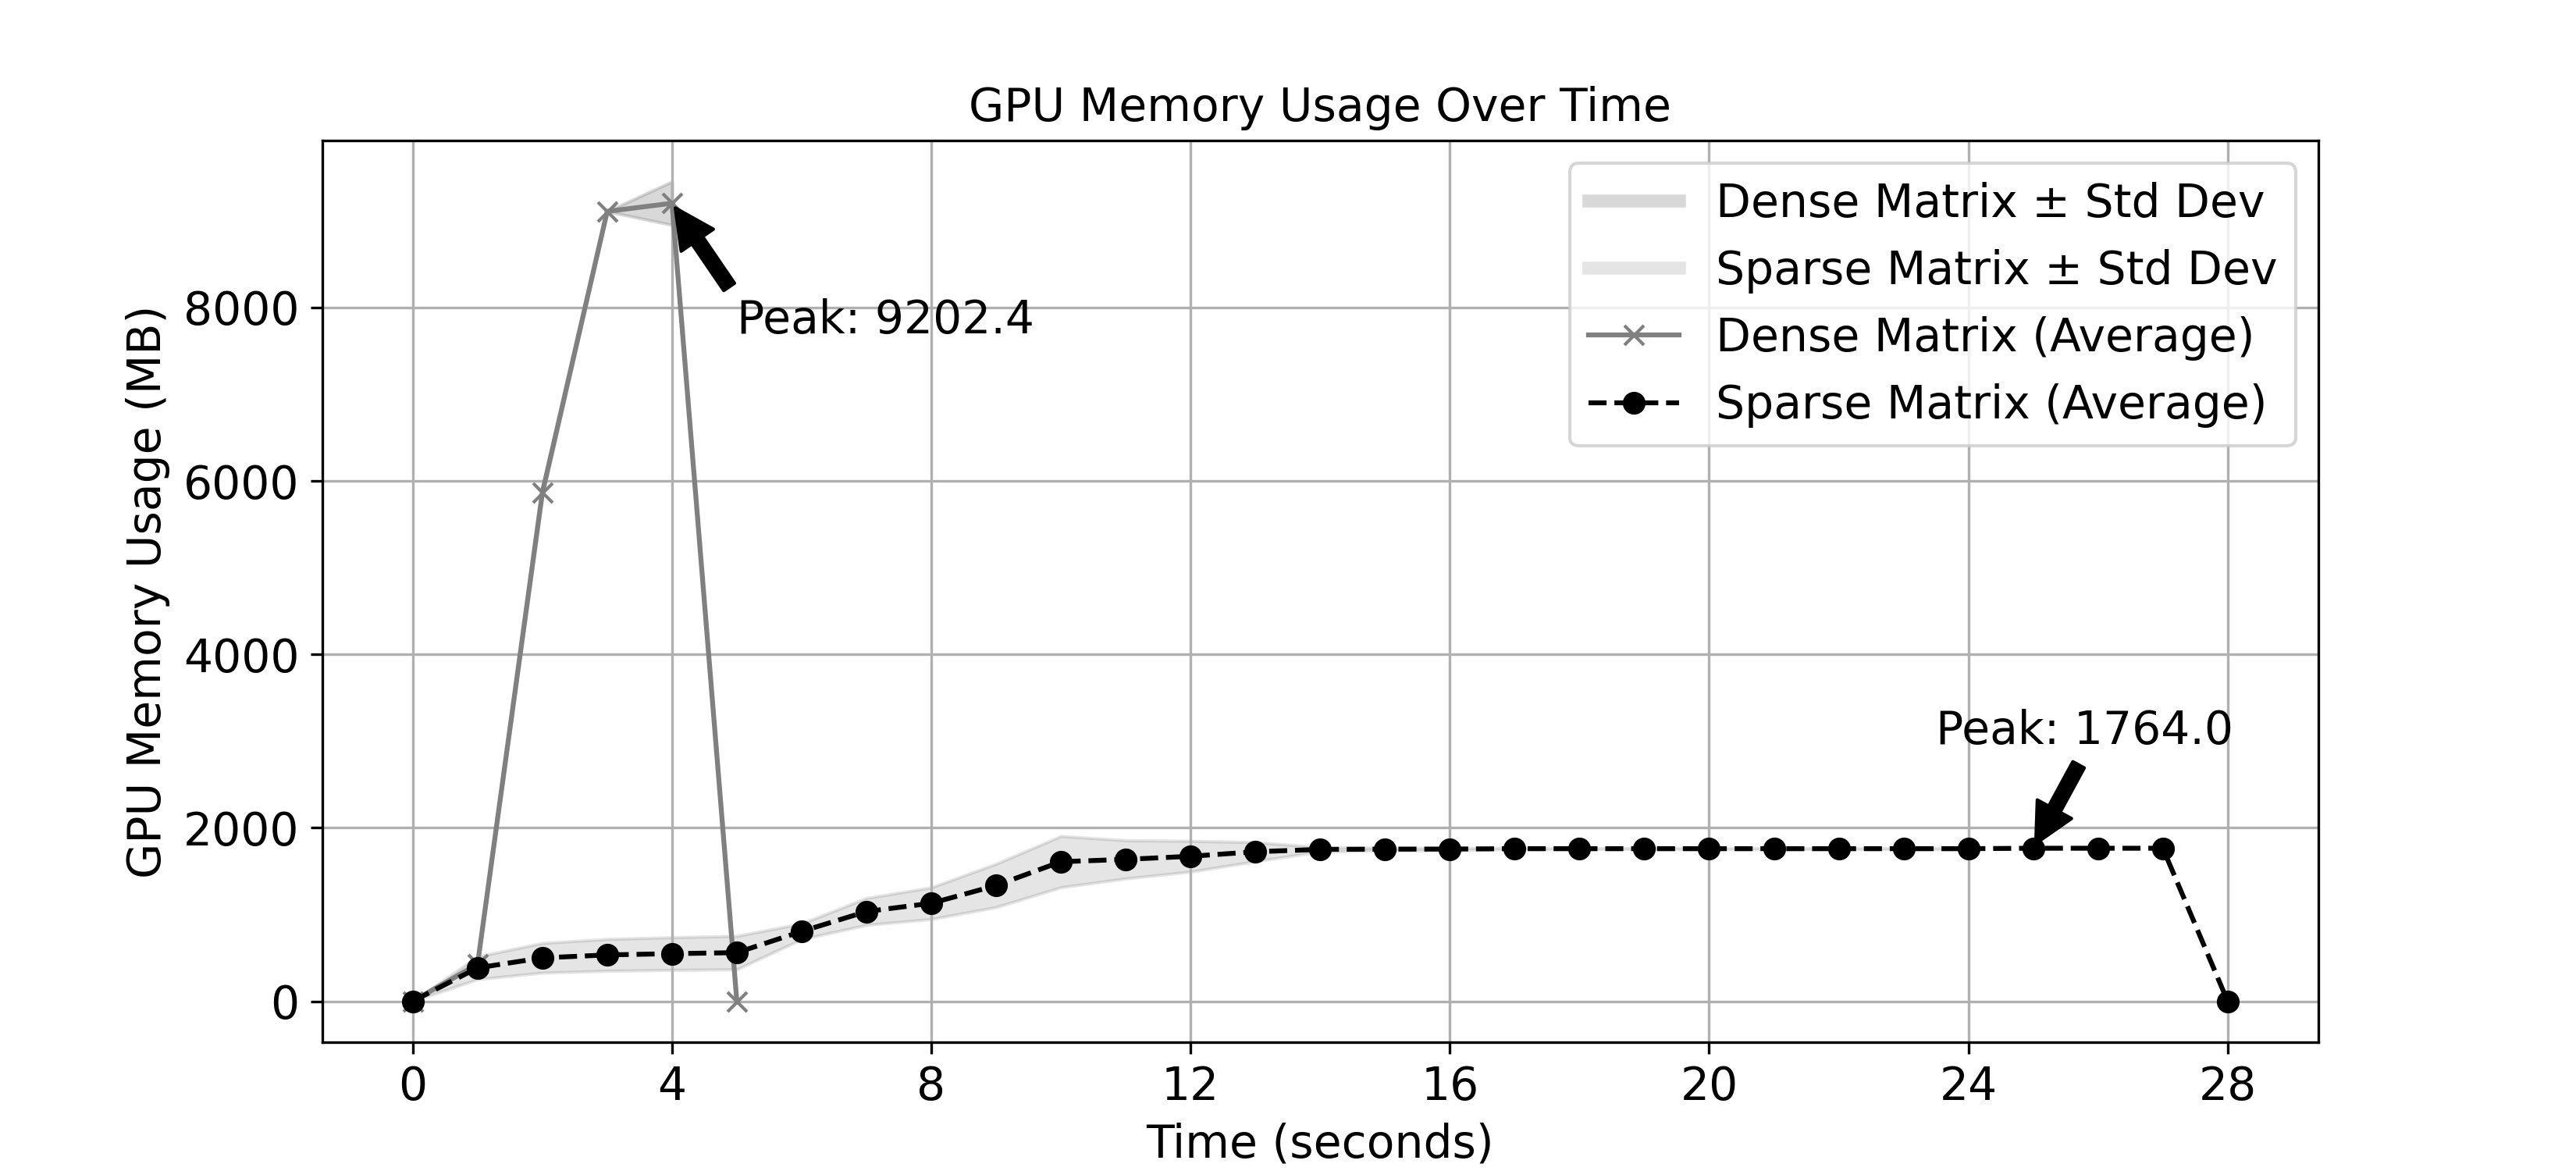 GPU Memory Usage Over Time
GPU Memory Usage (MB)
8000
6000
4000
2000
0
Dense Matrix ± Std Dev
Sparse Matrix ± Std Dev
Dense Matrix (Average)
Sparse Matrix (Average)
Peak: 9202.4
Peak: 1764.0
0 4 8 12 16 20 24 28
Time (seconds)